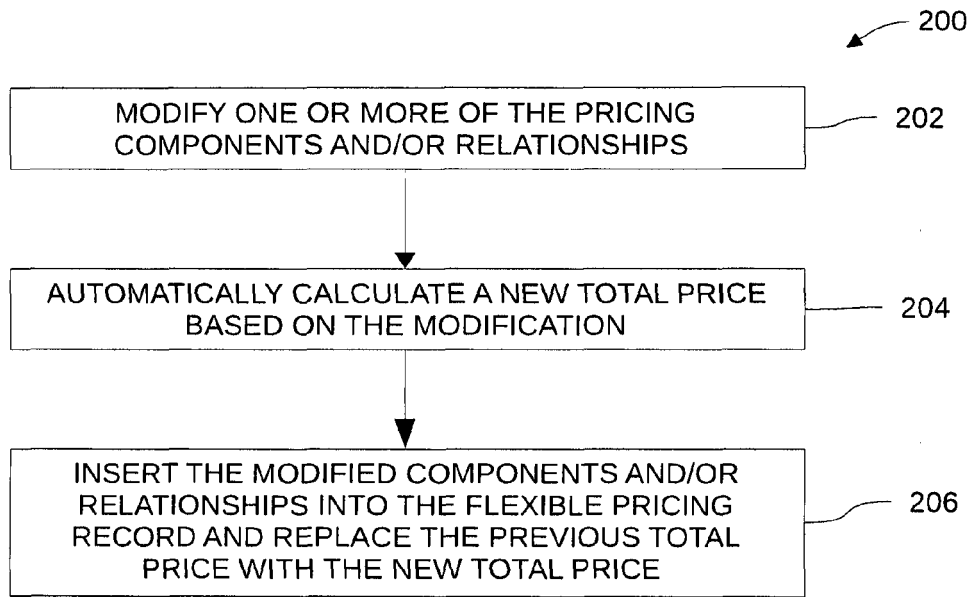 200
MODIFY ONE OR MORE OF THE PRICING
COMPONENTS AND/OR RELATIONSHIPS
202
AUTOMATICALLY CALCULATE A NEW TOTAL PRICE
BASED ON THE MODIFICATION
204
INSERT THE MODIFIED COMPONENTS AND/OR
RELATIONSHIPS INTO THE FLEXIBLE PRICING
RECORD AND REPLACE THE PREVIOUS TOTAL
PRICE WITH THE NEW TOTAL PRICE
206